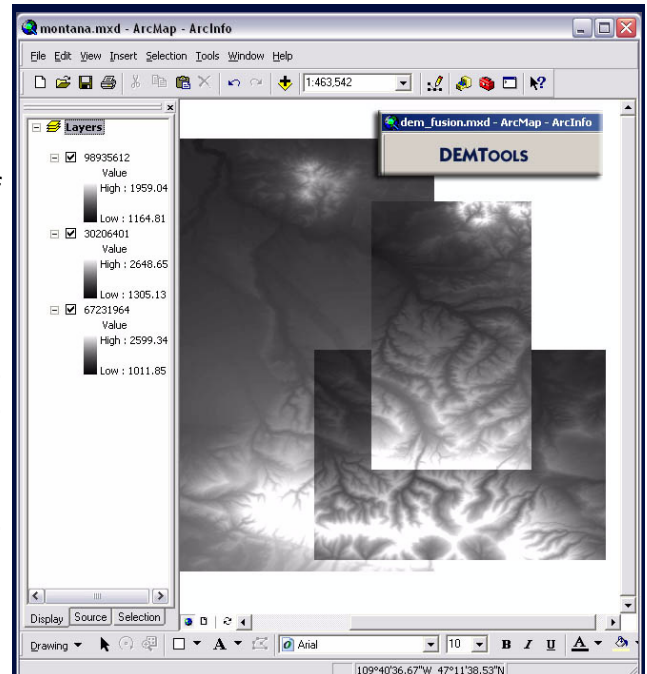 montana.mxd - ArcMap - ArcInfo
File Edit View Insert Selection Tools Window Help
1:463,542
Layers
98935612
Value
High : 1959.04
Low : 1164.81
30206401
Value
High : 2648.65
Low : 1305.13
67231964
Value
High : 2599.34
Low : 1011.85
dem_fusion.mxd - ArcMap - ArcInfo
DEMTOOLS
Display Source Selection
Drawing A Arial 10 B I U A
109°40'36.67"W 47°11'38.53"N